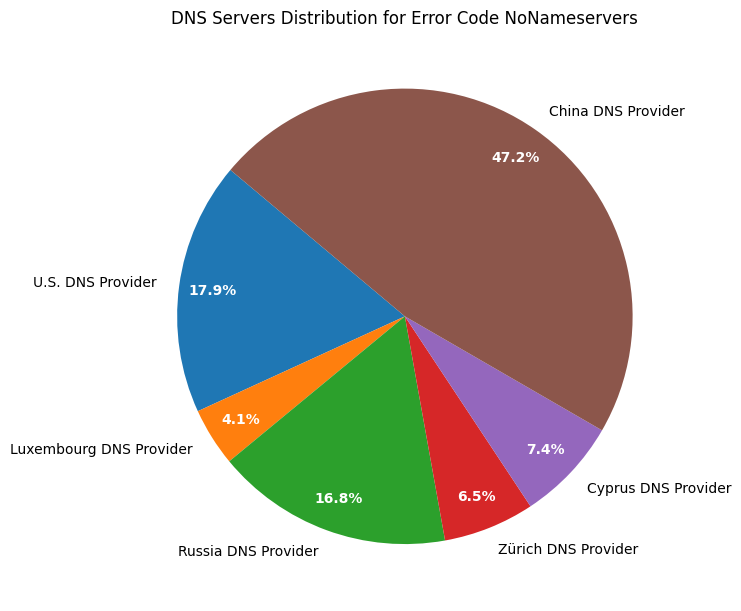 DNS Servers Distribution for Error Code NoNameservers
China DNS Provider
47.2%
U.S. DNS Provider
17.9%
Luxembourg DNS Provider
4.1%
Russia DNS Provider
16.8%
Zürich DNS Provider
6.5%
Cyprus DNS Provider
7.4%